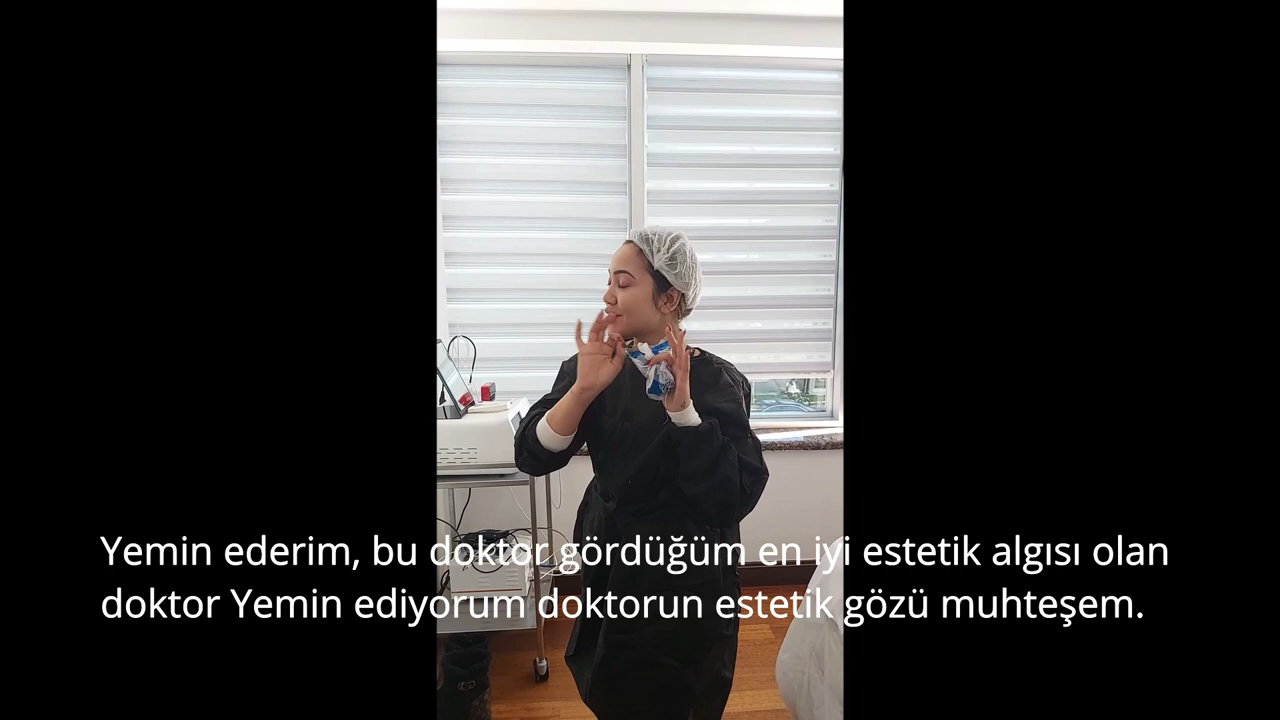 Yemin ederim, bu doktor gördüğüm en iyi estetik algısı olan
doktor Yemin ediyorum doktorun estetik gözü muhteşem.